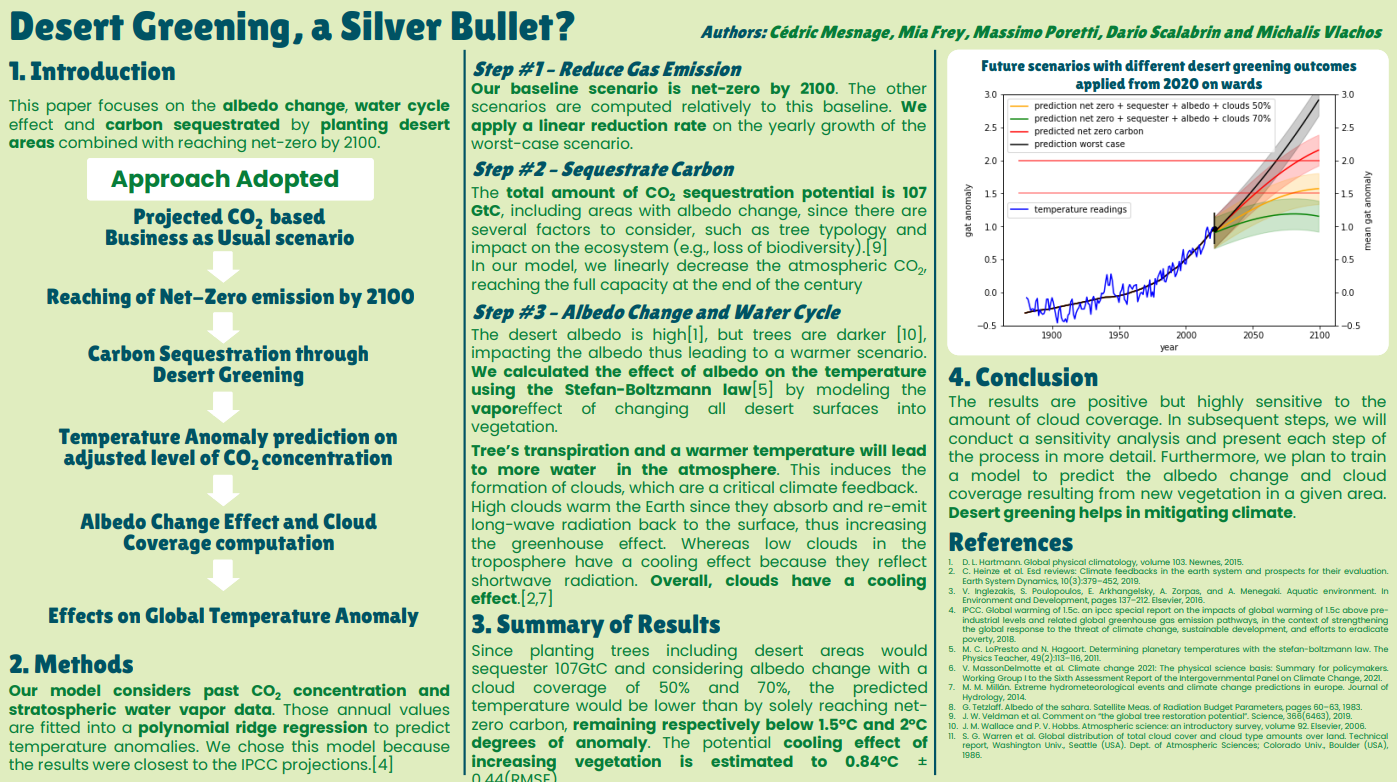 Desert Greening, a Silver Bullet?
Authors: Cédric Mesnage, Mia Frey, Massimo Poretti, Dario Scalabrin and Michalis Vlachos
1. Introduction
This paper focuses on the albedo change, water cycle
effect and carbon sequestrated by planting desert
areas combined with reaching net-zero by 2100.
Approach Adopted
Projected CO2 based
Business as Usual scenario
Reaching of Net-Zero emission by 2100
Carbon Sequestration through
Desert Greening
Temperature Anomaly prediction on
adjusted level of CO2 concentration
Albedo Change Effect and Cloud
Coverage computation
Effects on Global Temperature Anomaly
2. Methods
Our model considers past CO2 concentration and
stratospheric water vapor data. Those annual values
are fitted into a polynomial ridge regression to predict
temperature anomalies. We chose this model because
the results were closest to the IPCC projections.[4]
Step #1 – Reduce Gas Emission
Our baseline scenario is net-zero by 2100. The other
scenarios are computed relatively to this baseline. We
apply a linear reduction rate on the yearly growth of the
worst-case scenario.
Step #2 – Sequestrate Carbon
The total amount of CO2 sequestration potential is 107
GtC, including areas with albedo change, since there are
several factors to consider, such as tree typology and
impact on the ecosystem (e.g., loss of biodiversity).[9]
In our model, we linearly decrease the atmospheric CO2,
reaching the full capacity at the end of the century
Step #3 – Albedo Change and Water Cycle
The desert albedo is high[1], but trees are darker [10],
impacting the albedo thus leading to a warmer scenario.
We calculated the effect of albedo on the temperature
using the Stefan-Boltzmann law[5] by modeling the
vaporeffect of changing all desert surfaces into
vegetation.
Tree's transpiration and a warmer temperature will lead
to more water in the atmosphere. This induces the
formation of clouds, which are a critical climate feedback.
High clouds warm the Earth since they absorb and re-emit
long-wave radiation back to the surface, thus increasing
the greenhouse effect. Whereas low clouds in the
troposphere have a cooling effect because they reflect
shortwave radiation. Overall, clouds have a cooling
effect.[2,7]
3. Summary of Results
Since planting trees including desert areas would
sequester 107GtC and considering albedo change with a
cloud coverage of 50% and 70%, the predicted
temperature would be lower than by solely reaching net-
zero carbon, remaining respectively below 1.5°C and 2°C
degrees of anomaly. The potential cooling effect of
increasing vegetation is estimated to 0.84°C ±
0.44(RMSE)
Future scenarios with different desert greening outcomes
applied from 2020 on wards
prediction net zero + sequester + albedo + clouds 50%
prediction net zero + sequester + albedo + clouds 70%
predicted net zero carbon
prediction worst case
temperature readings
gat anomaly
3.0
2.5
2.0
1.5
1.0
0.5
0.0
−0.5
3.0
2.5
2.0
1.5
1.0
0.5
0.0
−0.5
mean gat anomaly
1900 1950 2000 2050 2100
year
4. Conclusion
The results are positive but highly sensitive to the
amount of cloud coverage. In subsequent steps, we will
conduct a sensitivity analysis and present each step of
the process in more detail. Furthermore, we plan to train
a model to predict the albedo change and cloud
coverage resulting from new vegetation in a given area.
Desert greening helps in mitigating climate.
References
1. D. L. Hartmann. Global physical climatology, volume 103. Newnes, 2015.
2. C. Heinze et al. Esd reviews: Climate feedbacks in the earth system and prospects for their evaluation.
Earth System Dynamics, 10(3):379–452, 2019.
3. V. Inglezakis, S. Poulopoulos, E. Arkhangelsky, A. Zorpas, and A. Menegaki. Aquatic environment. In
Environment and Development, pages 137–212. Elsevier, 2016.
4. IPCC. Global warming of 1.5c. an ipcc special report on the impacts of global warming of 1.5c above pre-
industrial levels and related global greenhouse gas emission pathways, in the context of strengthening
the global response to the threat of climate change, sustainable development, and efforts to eradicate
poverty, 2018.
5. M. C. LoPresto and N. Hagoort. Determining planetary temperatures with the stefan-boltzmann law. The
Physics Teacher, 49(2):113–116, 2011.
6. V. MassonDelmotte et al. Climate change 2021: The physical science basis: Summary for policymakers.
Working Group I to the Sixth Assessment Report of the Intergovernmental Panel on Climate Change, 2021.
7. M. M. Millán. Extreme hydrometeorological events and climate change predictions in europe. Journal of
Hydrology, 2014.
8. G. Tetzlaff. Albedo of the sahara. Satellite Meas. of Radiation Budget Parameters, pages 60–63, 1983.
9. J. W. Veldman et al. Comment on "the global tree restoration potential". Science, 366(6463), 2019.
10. J. M. Wallace and P. V. Hobbs. Atmospheric science: an introductory survey, volume 92. Elsevier, 2006.
11. S. G. Warren et al. Global distribution of total cloud cover and cloud type amounts over land. Technical
report, Washington Univ., Seattle (USA). Dept. of Atmospheric Sciences; Colorado Univ., Boulder (USA),
1986.